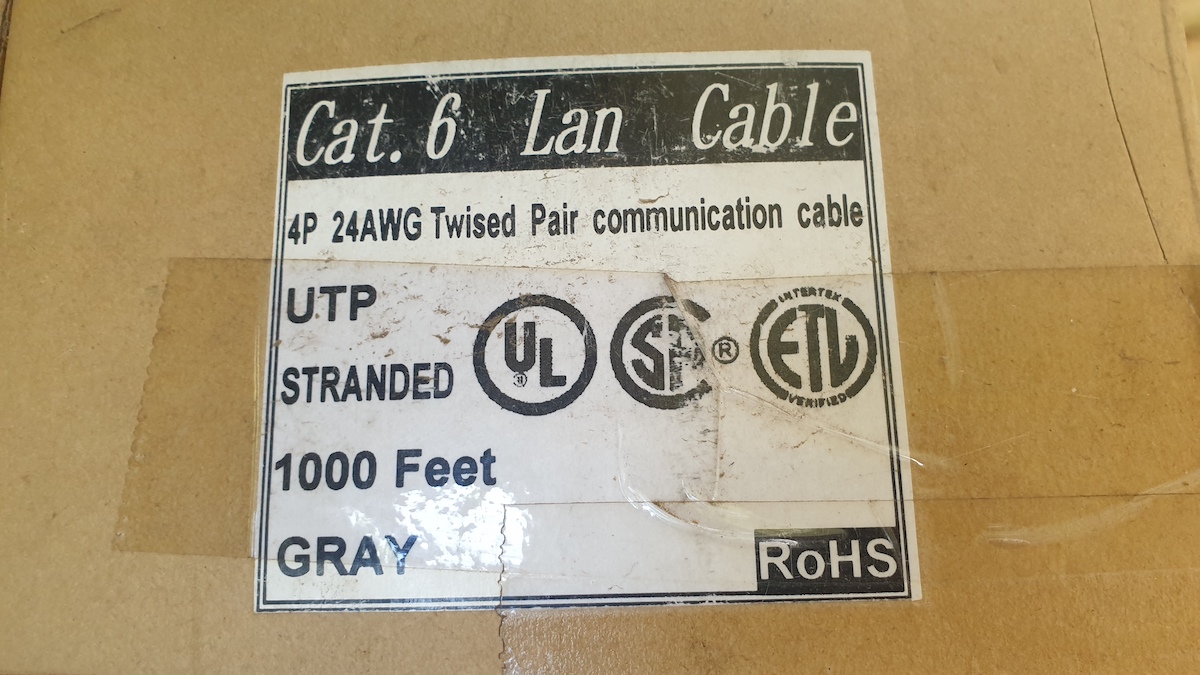 Cat. 6 Lan Cable
4P 24AWG Twised Pair communication cable
UTP
STRANDED
UL
®
SA
®
INTERTEK
ETL
VERIFIED
1000 Feet
GRAY
RoHS